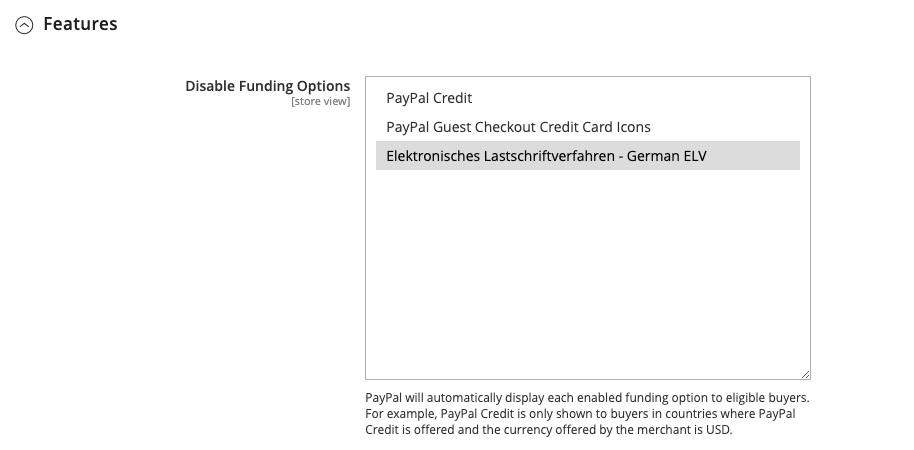 Features
Disable Funding Options
[store view]
PayPal Credit
PayPal Guest Checkout Credit Card Icons
Elektronisches Lastschriftverfahren - German ELV
PayPal will automatically display each enabled funding option to eligible buyers.
For example, PayPal Credit is only shown to buyers in countries where PayPal
Credit is offered and the currency offered by the merchant is USD.